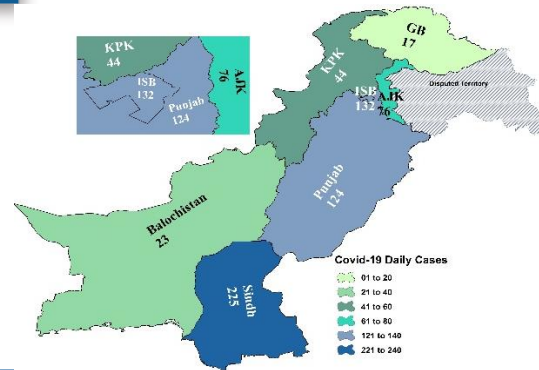 KPK
44
ISB
132
Punjab
124
AJK
76
GB
17
KPK
44
ISB
132
AJK
76
Disputed Territory
Punjab
124
Balochistan
23
Sindh
225
Covid-19 Daily Cases
01 to 20
21 to 40
41 to 60
61 to 80
121 to 140
221 to 240